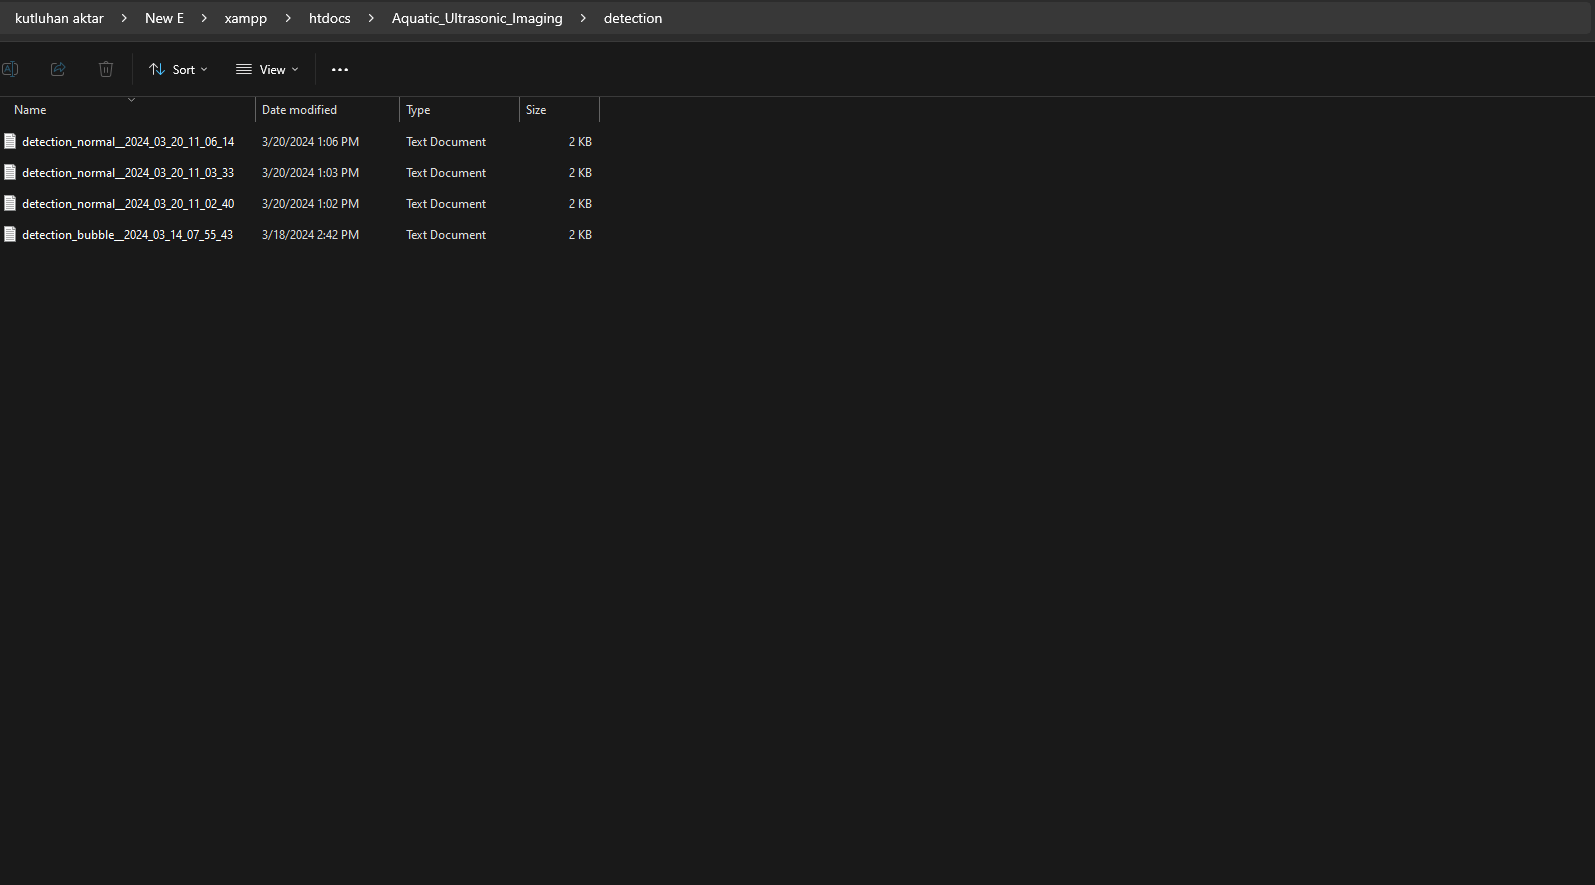 kutluhan aktar > New E > xampp > htdocs > Aquatic_Ultrasonic_Imaging > detection
Sort View
Name Date modified Type Size
detection_normal__2024_03_20_11_06_14 3/20/2024 1:06 PM Text Document 2 KB
detection_normal__2024_03_20_11_03_33 3/20/2024 1:03 PM Text Document 2 KB
detection_normal__2024_03_20_11_02_40 3/20/2024 1:02 PM Text Document 2 KB
detection_bubble__2024_03_14_07_55_43 3/18/2024 2:42 PM Text Document 2 KB